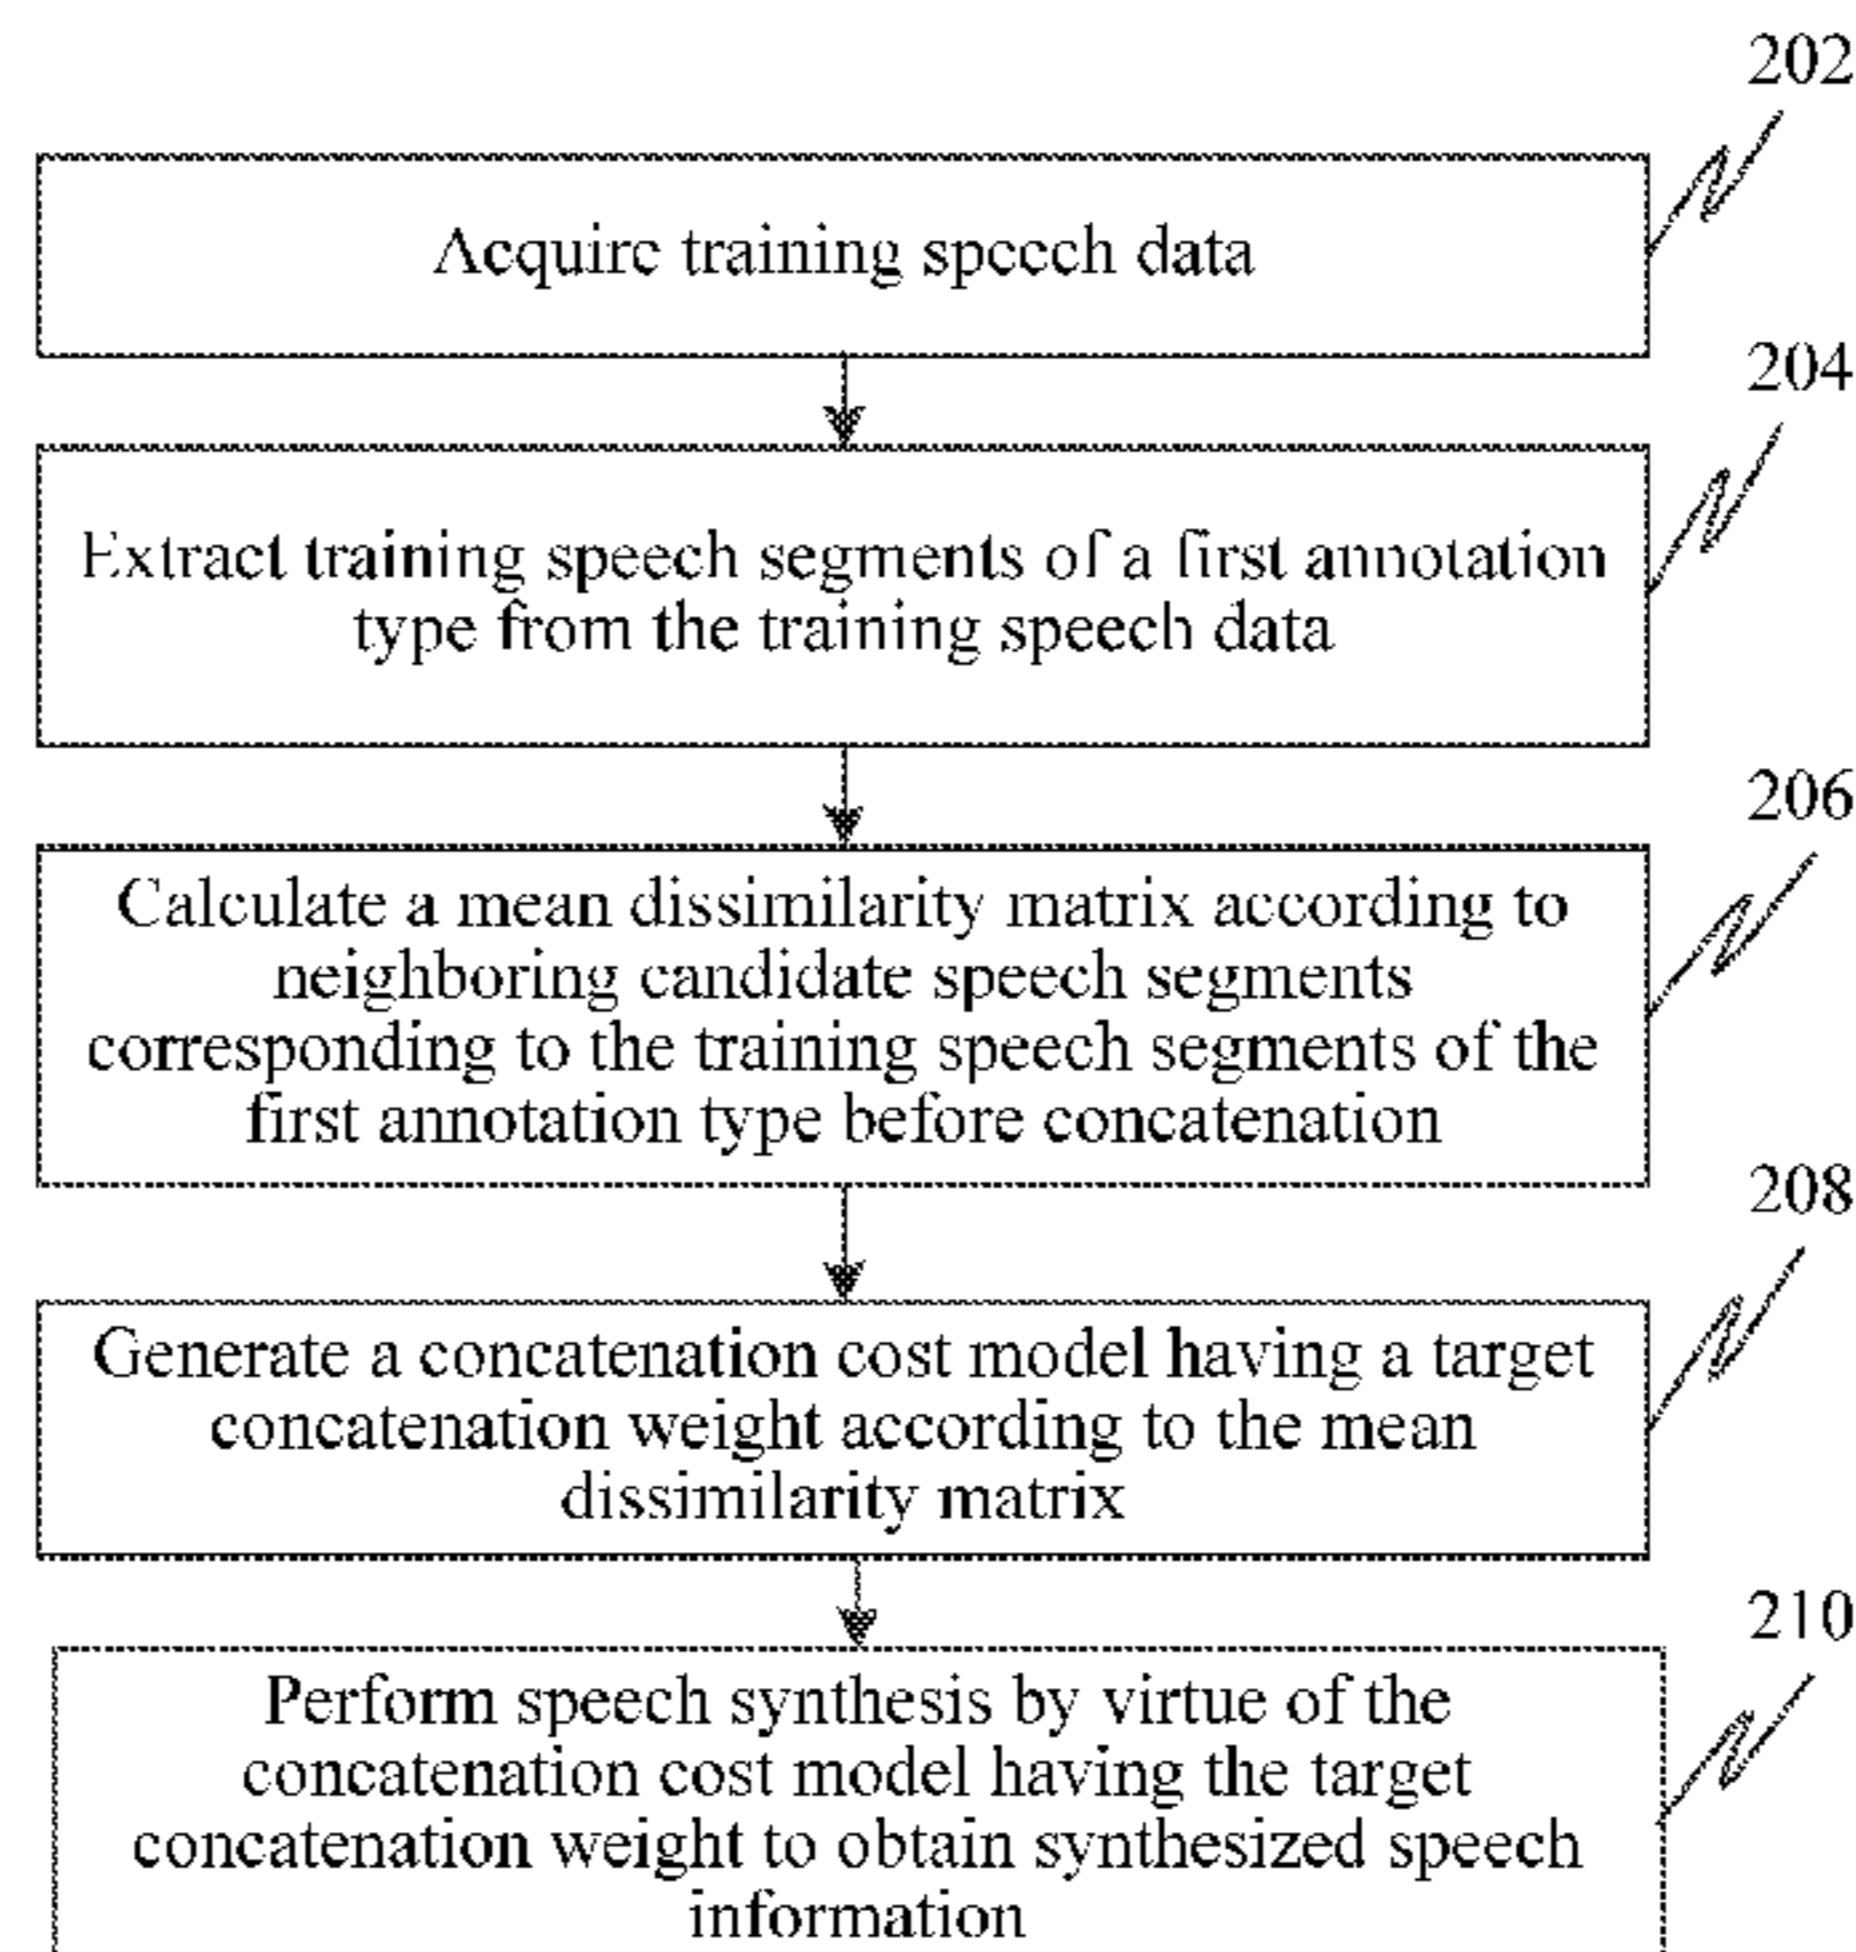 202
Acquire training speech data
204
Extract training speech segments of a first annotation
type from the training speech data
206
Calculate a mean dissimilarity matrix according to
neighboring candidate speech segments
corresponding to the training speech segments of the
first annotation type before concatenation
208
Generate a concatenation cost model having a target
concatenation weight according to the mean
dissimilarity matrix
210
Perform speech synthesis by virtue of the
concatenation cost model having the target
concatenation weight to obtain synthesized speech
information